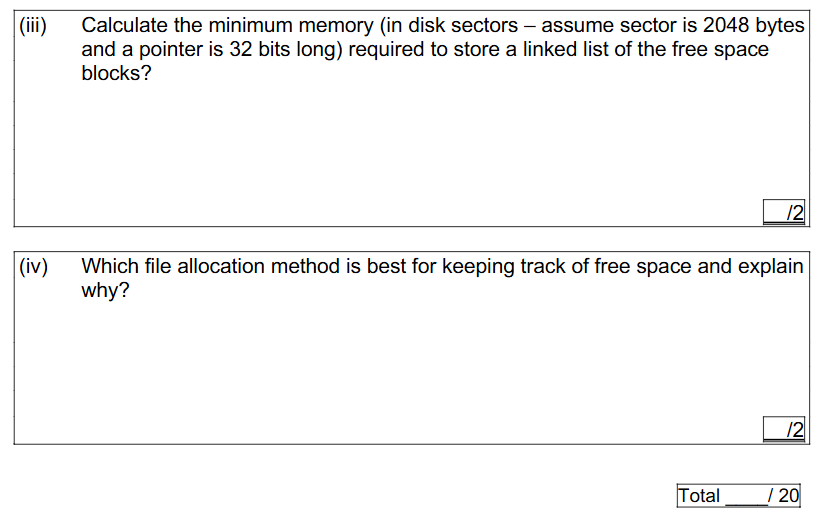 (iii) Calculate the minimum memory (in disk sectors – assume sector is 2048 bytes
and a pointer is 32 bits long) required to store a linked list of the free space
blocks?
/2
(iv) Which file allocation method is best for keeping track of free space and explain
why?
/2
Total ____/ 20